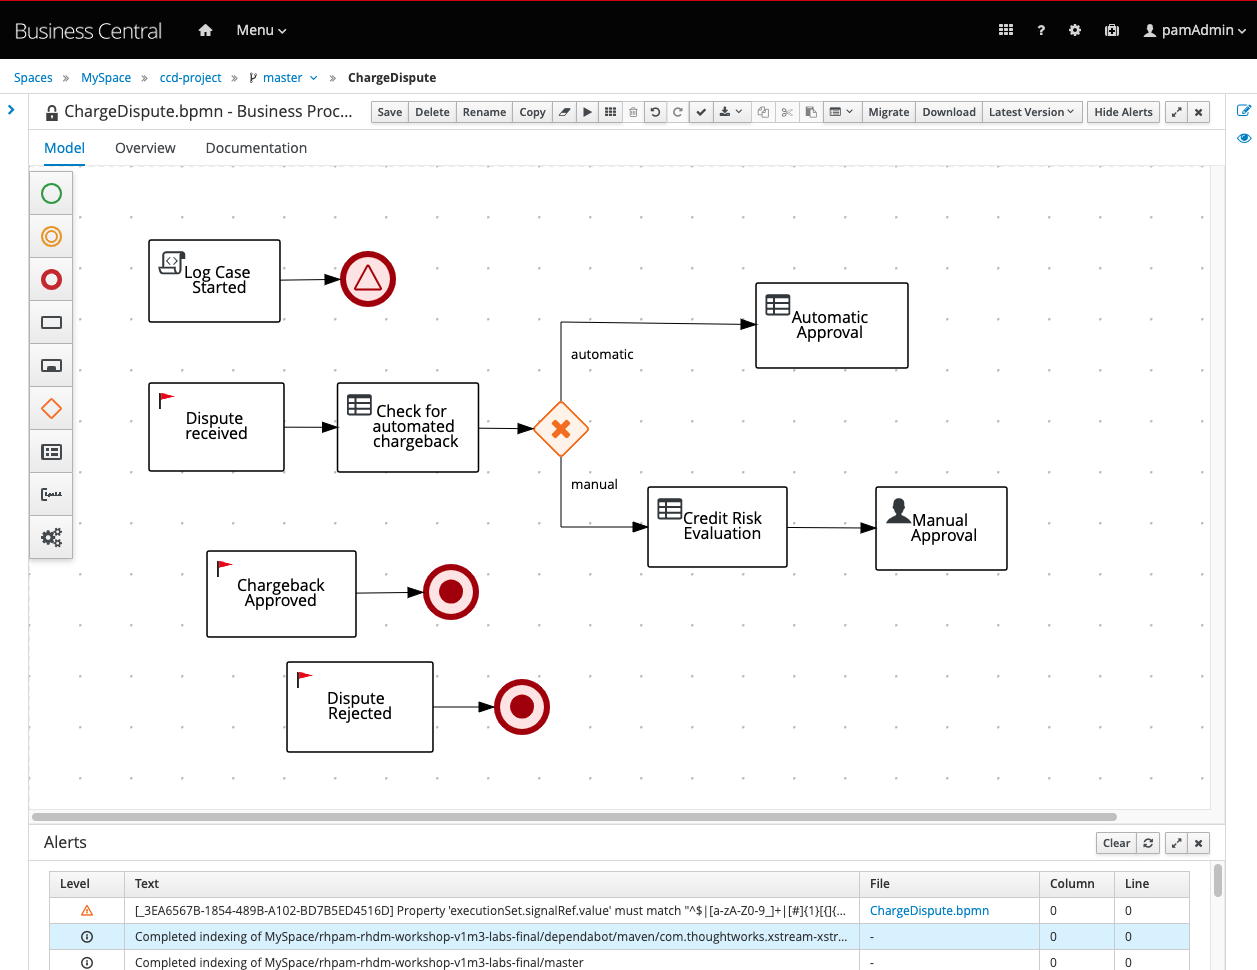 Business Central
Menu
pamAdmin
Spaces » MySpace » ccd-project » master » ChargeDispute
ChargeDispute.bpmn - Business Proc...
Save Delete Rename Copy Migrate Download Latest Version Hide Alerts
Model Overview Documentation
Log Case
Started
Automatic
Approval
automatic
Dispute
received
Check for
automated
chargeback
manual
Credit Risk
Evaluation
Manual
Approval
Chargeback
Approved
Dispute
Rejected
Alerts
Clear
Level Text File Column Line
[_3EA6567B-1854-489B-A102-BD7B5ED4516D] Property 'executionSet.signalRef.value' must match "^$|[a-zA-Z0-9_]+|[#]{1}[{]{... ChargeDispute.bpmn 0 0
Completed indexing of MySpace/rhpam-rhdm-workshop-v1m3-labs-final/dependabot/maven/com.thoughtworks.xstream-xstr... - 0 0
Completed indexing of MySpace/rhpam-rhdm-workshop-v1m3-labs-final/master - 0 0